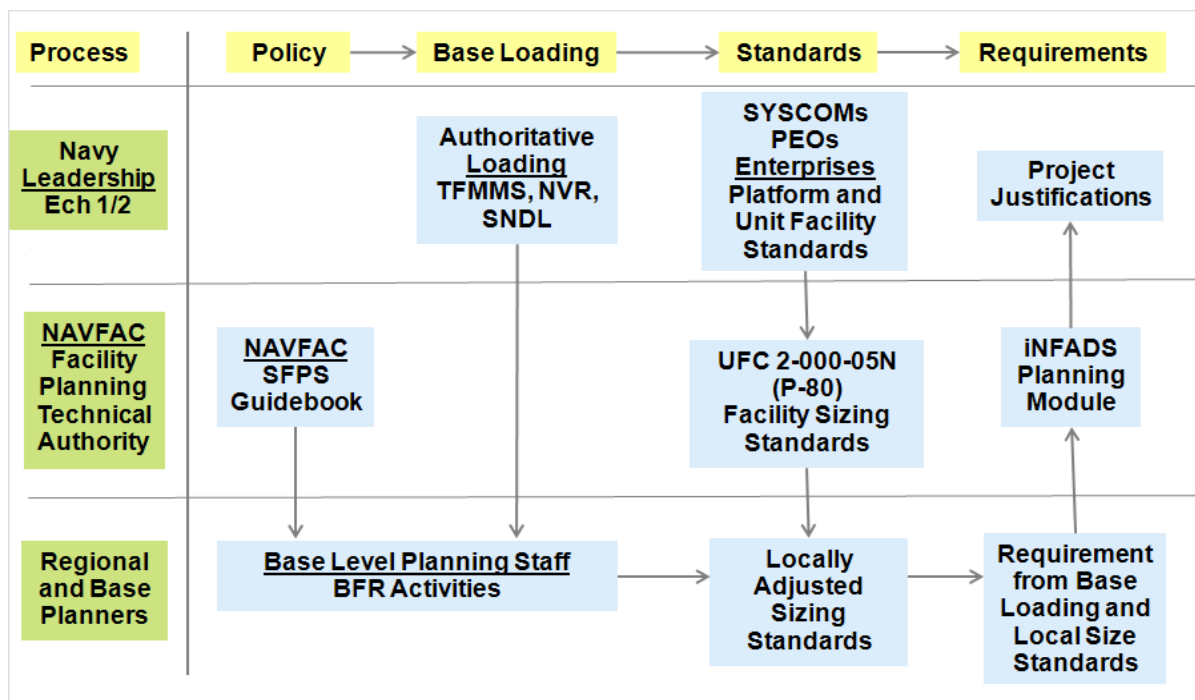 Process
Policy
Base Loading
Standards
Requirements
Navy
Leadership
Ech 1/2
Authoritative
Loading
TFMMS, NVR,
SNDL
SYSCOMs
PEOs
Enterprises
Platform and
Unit Facility
Standards
Project
Justifications
NAVFAC
Facility
Planning
Technical
Authority
NAVFAC
SFPS
Guidebook
UFC 2-000-05N
(P-80)
Facility Sizing
Standards
iNFADS
Planning
Module
Regional
and Base
Planners
Base Level Planning Staff
BFR Activities
Locally
Adjusted
Sizing
Standards
Requirement
from Base
Loading and
Local Size
Standards